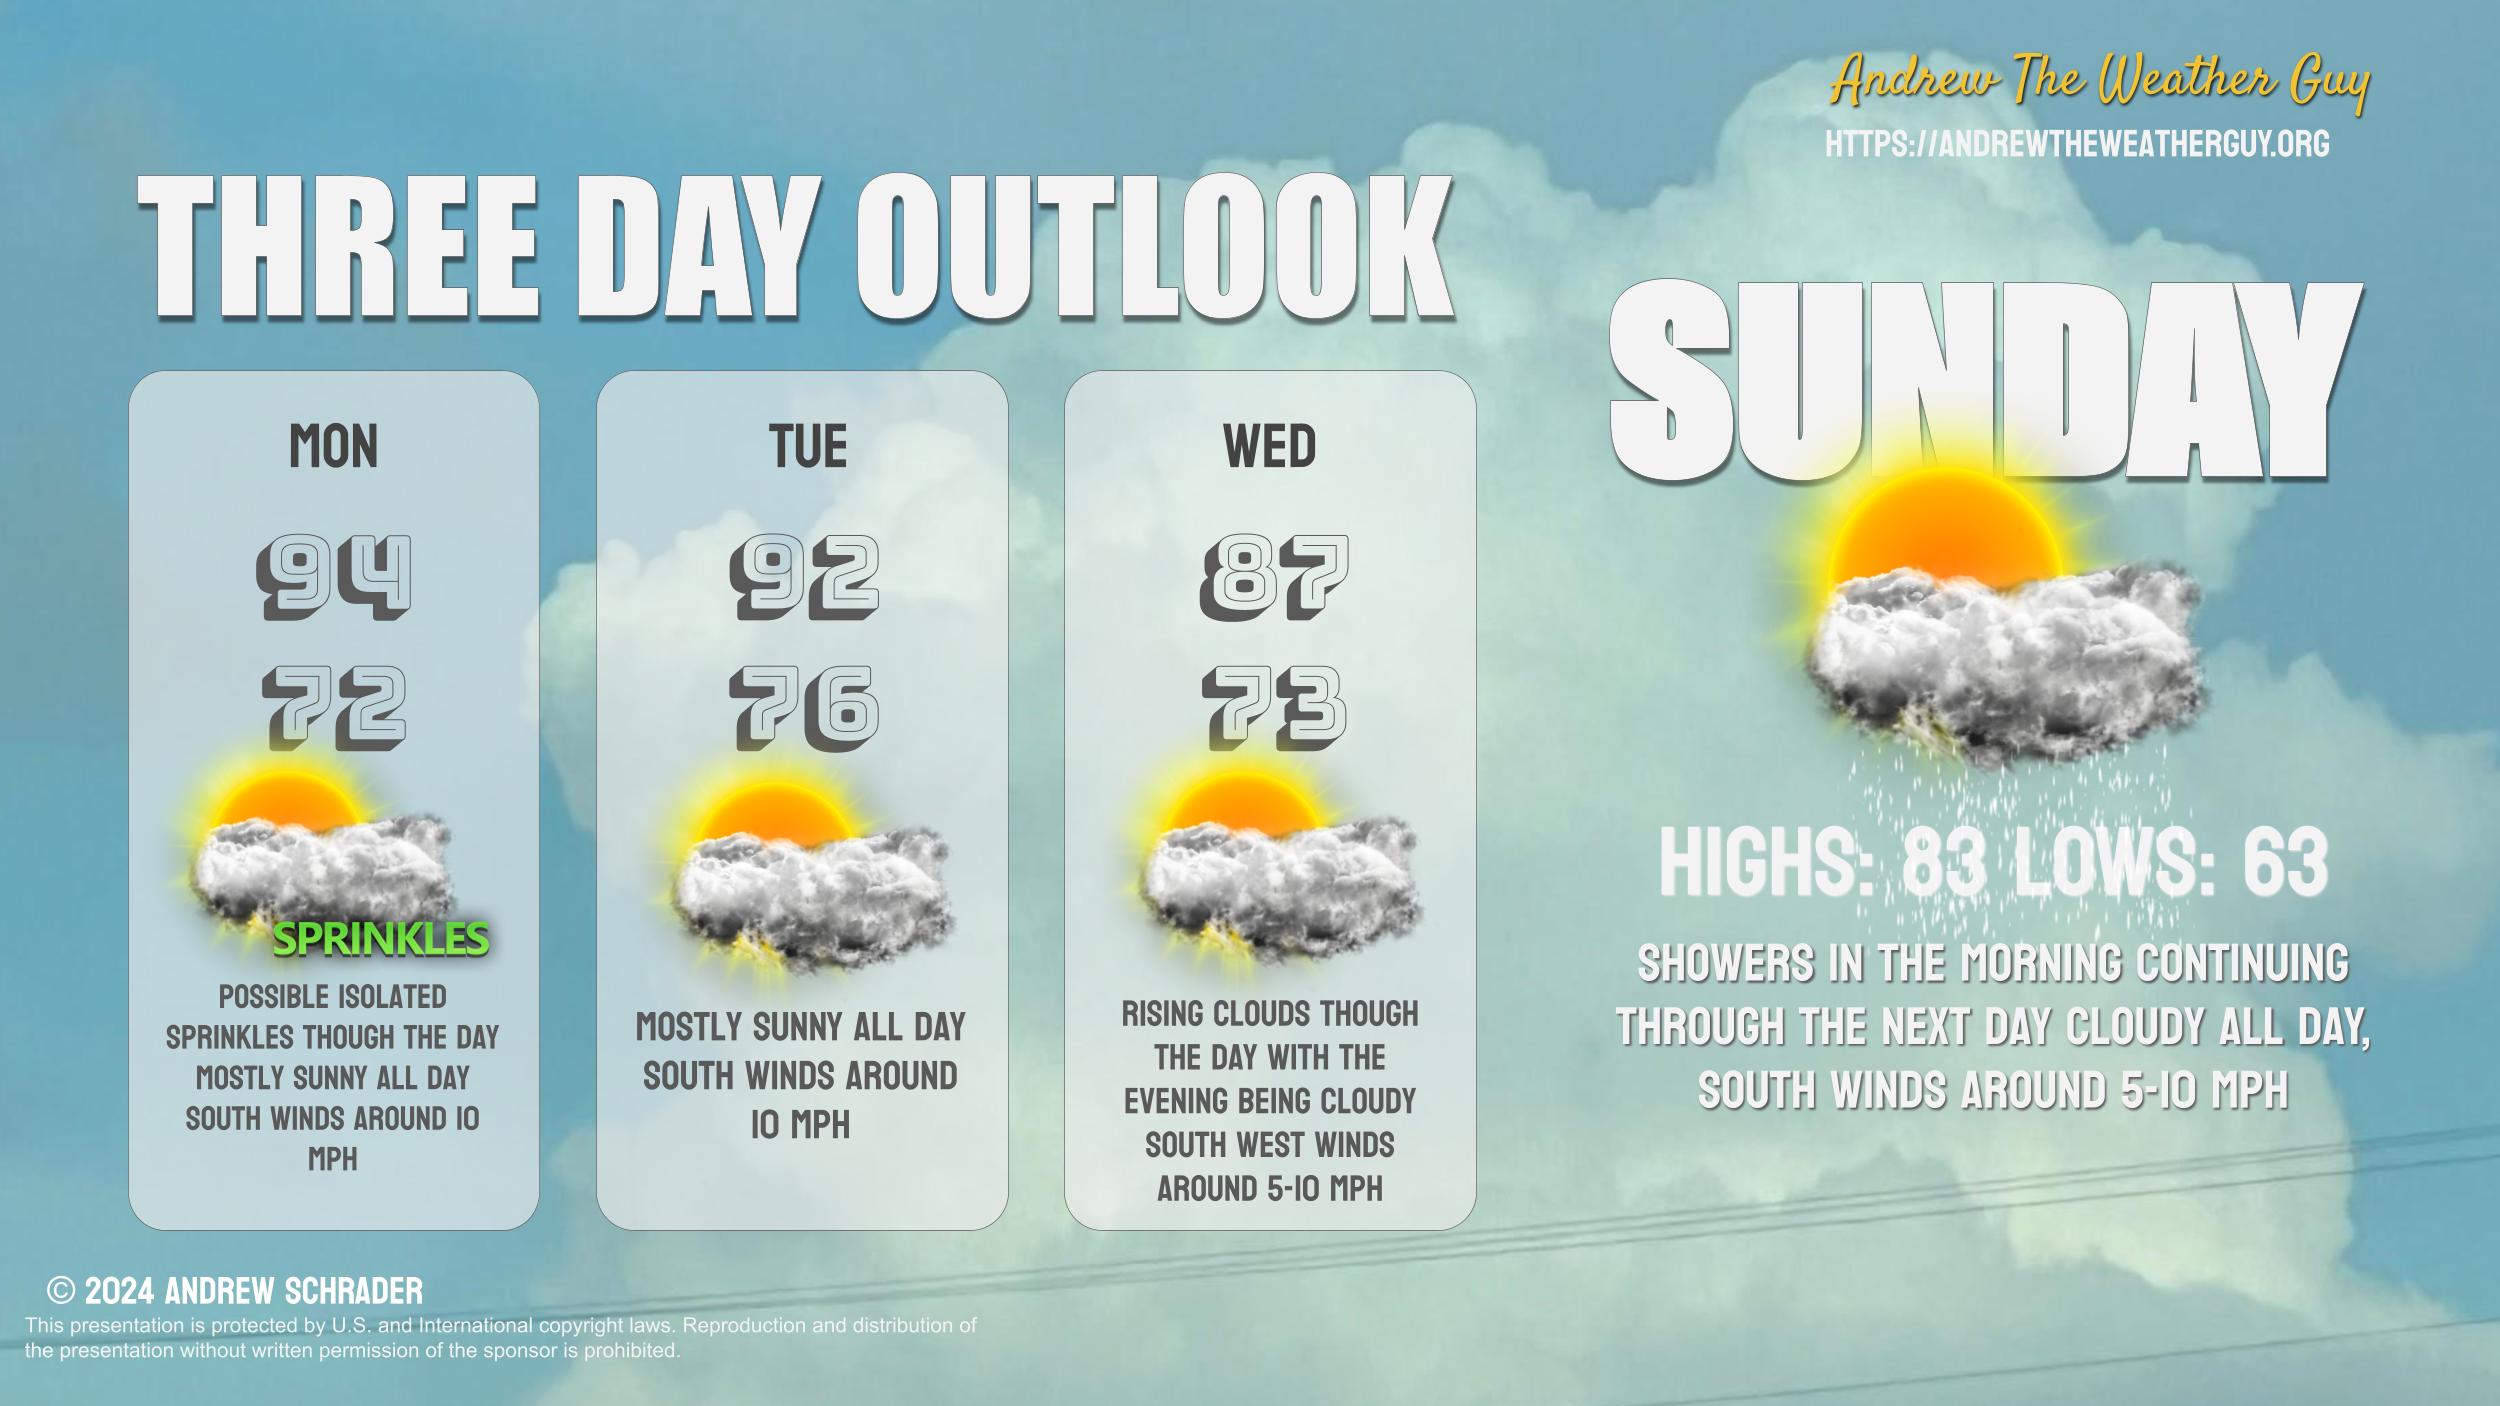 Andrew The Weather Guy
HTTPS://ANDREWTHEWEATHERGUY.ORG
THREE DAY OUTLOOK
MON
94
72
SPRINKLES
POSSIBLE ISOLATED
SPRINKLES THOUGH THE DAY
MOSTLY SUNNY ALL DAY
SOUTH WINDS AROUND 10
MPH
TUE
92
76
MOSTLY SUNNY ALL DAY
SOUTH WINDS AROUND
10 MPH
WED
87
73
RISING CLOUDS THOUGH
THE DAY WITH THE
EVENING BEING CLOUDY
SOUTH WEST WINDS
AROUND 5-10 MPH
SUNDAY
HIGHS: 83 LOWS: 63
SHOWERS IN THE MORNING CONTINUING
THROUGH THE NEXT DAY CLOUDY ALL DAY,
SOUTH WINDS AROUND 5-10 MPH
© 2024 ANDREW SCHRADER
This presentation is protected by U.S. and International copyright laws. Reproduction and distribution of
the presentation without written permission of the sponsor is prohibited.